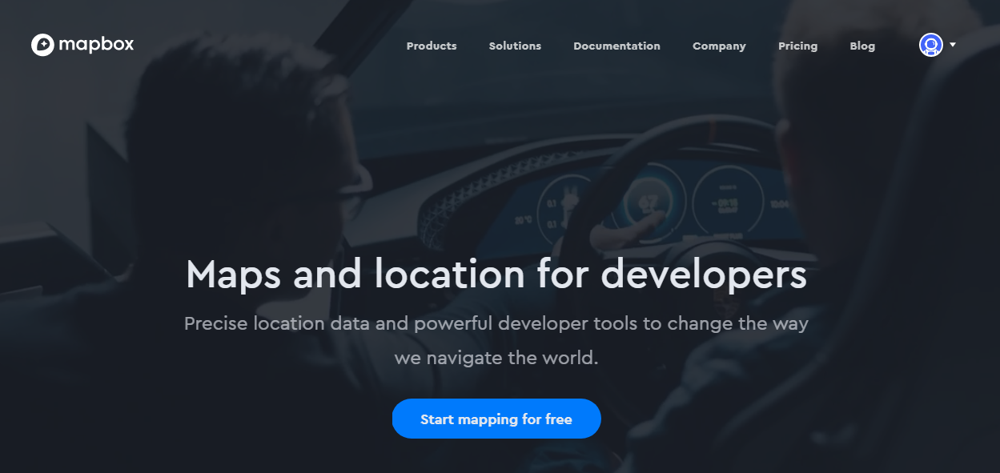 mapbox
Products Solutions Documentation Company Pricing Blog
Maps and location for developers
Precise location data and powerful developer tools to change the way
we navigate the world.
Start mapping for free